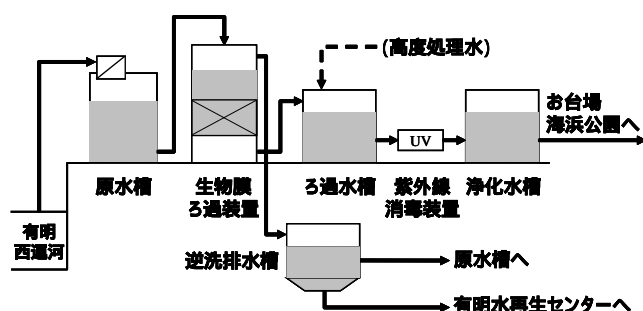 (高度処理水)
お台場
海浜公園へ
UV
原水槽
生物膜
ろ過装置
ろ過水槽
紫外線
消毒装置
浄化水槽
有明
西運河
逆洗排水槽
原水槽へ
有明水再生センターへ